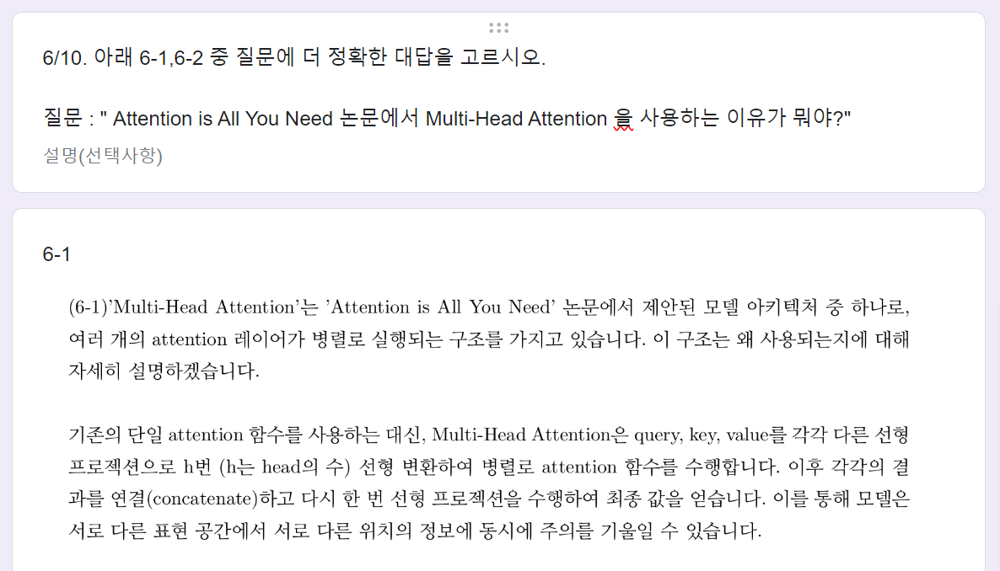 6/10. 아래 6-1,6-2 중 질문에 더 정확한 대답을 고르시오.
질문 : " Attention is All You Need 논문에서 Multi-Head Attention 을 사용하는 이유가 뭐야?"
설명(선택사항)
6-1
(6-1)’Multi-Head Attention’는 ’Attention is All You Need’ 논문에서 제안된 모델 아키텍처 중 하나로,
여러 개의 attention 레이어가 병렬로 실행되는 구조를 가지고 있습니다. 이 구조는 왜 사용되는지에 대해
자세히 설명하겠습니다.
기존의 단일 attention 함수를 사용하는 대신, Multi-Head Attention은 query, key, value를 각각 다른 선형
프로젝션으로 h번 (h는 head의 수) 선형 변환하여 병렬로 attention 함수를 수행합니다. 이후 각각의 결
과를 연결(concatenate)하고 다시 한 번 선형 프로젝션을 수행하여 최종 값을 얻습니다. 이를 통해 모델은
서로 다른 표현 공간에서 서로 다른 위치의 정보에 동시에 주의를 기울일 수 있습니다.